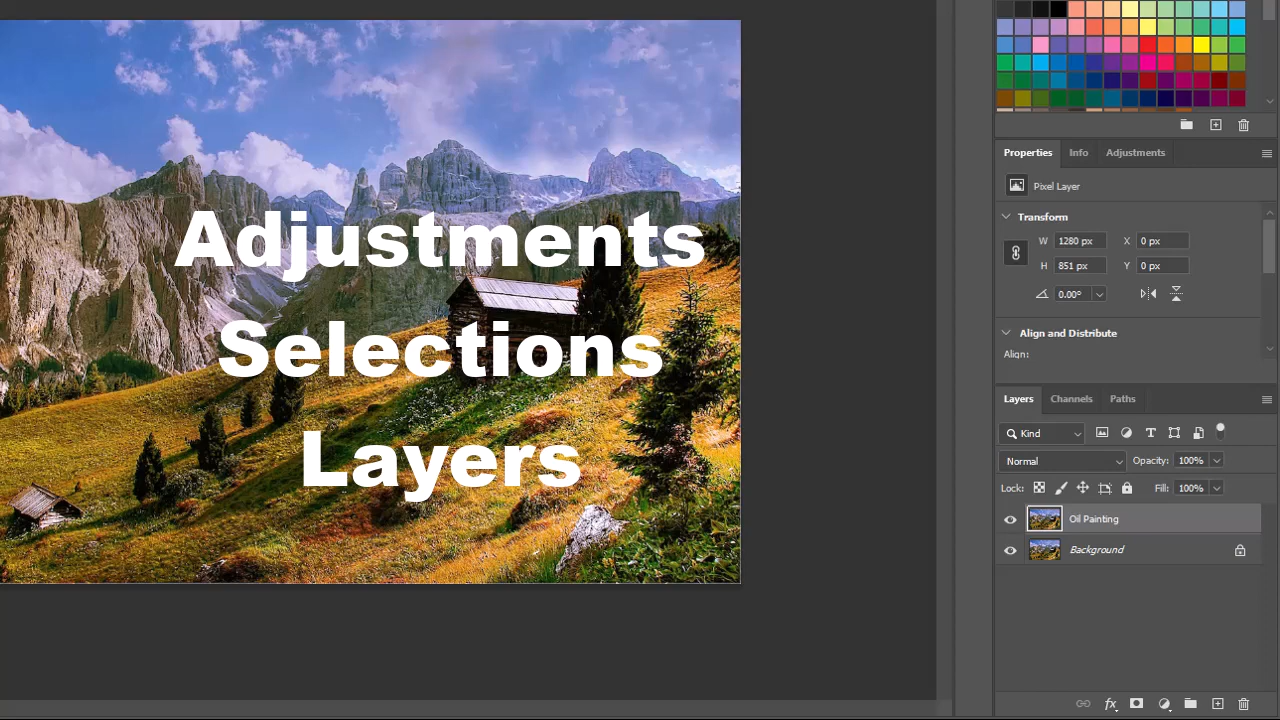 Adjustments
Selections
Layers
Properties Info Adjustments
Pixel Layer
Transform
W 1280 px X 0 px
H 851 px Y 0 px
0.00°
Align and Distribute
Align:
Layers Channels Paths
Kind
Normal Opacity: 100%
Lock: Fill: 100%
Oil Painting
Background
fx